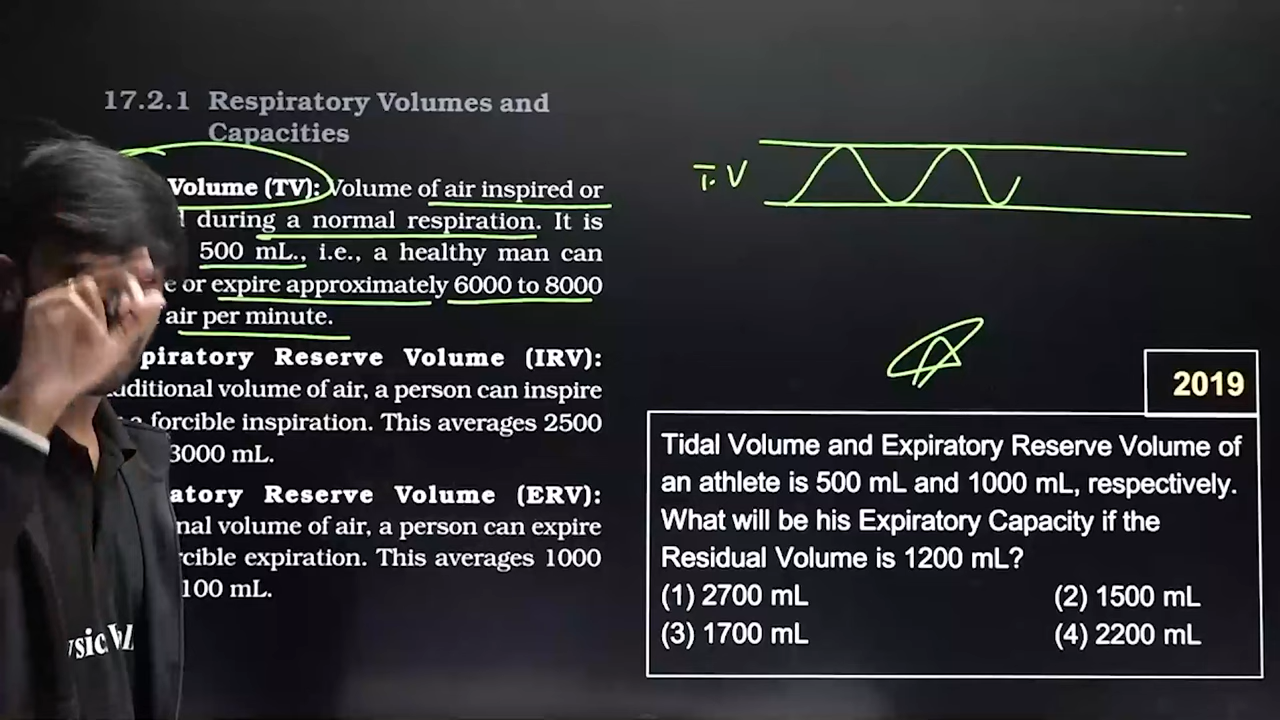 17.2.1 Respiratory Volumes and
Capacities
Volume (TV): Volume of air inspired or
during a normal respiration. It is
500 mL., i.e., a healthy man can
or expire approximately 6000 to 8000
air per minute.
piratory Reserve Volume (IRV):
dditional volume of air, a person can inspire
forcible inspiration. This averages 2500
3000 mL.
atory Reserve Volume (ERV):
nal volume of air, a person can expire
rcible expiration. This averages 1000
100 mL.
T.V
2019
Tidal Volume and Expiratory Reserve Volume of
an athlete is 500 mL and 1000 mL, respectively.
What will be his Expiratory Capacity if the
Residual Volume is 1200 mL?
(1) 2700 mL
(2) 1500 mL
(3) 1700 mL
(4) 2200 mL